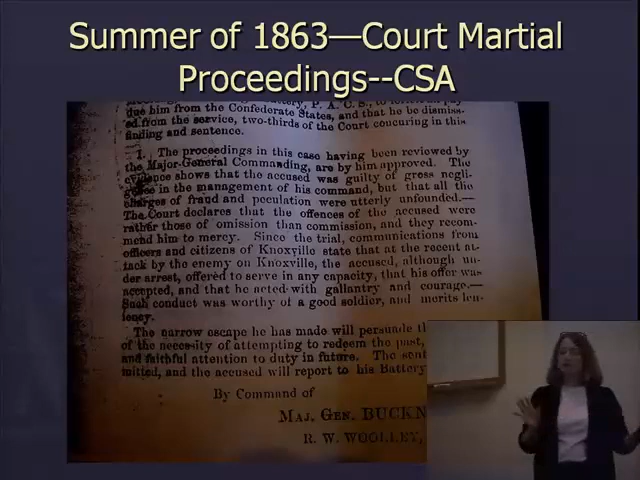 Summer of 1863—Court Martial
Proceedings--CSA
due him from the Confederate States, and that he be dismiss-
ed from the service, two-thirds of the Court concuring in this
finding and sentence.
I. The proceedings in this case having been reviewed by
the Major-General Commanding, are by him approved. The
evidence shows that the accused was guilty of gross negli-
gence in the management of his command, but that all the
charges of fraud and peculation were utterly unfounded.—
The Court declares that the offences of the accused were
rather those of omission than commission, and they recom-
mend him to mercy. Since the trial, communications from
officers and citizens of Knoxville state that at the recent at-
tack by the enemy on Knoxville, the accused, although un-
der arrest, offered to serve in any capacity, that his offer was
accepted, and that he acted with gallantry and courage.—
Such conduct was worthy of a good soldier, and merits len-
iency.
The narrow escape he has made will persuade
of the necessity of attempting to redeem the past,
and faithful attention to duty in future. The
mitted, and the accused will report to his Battery
By Command of
MAJ. GEN. BUCKN
R. W. WOOLLEY,